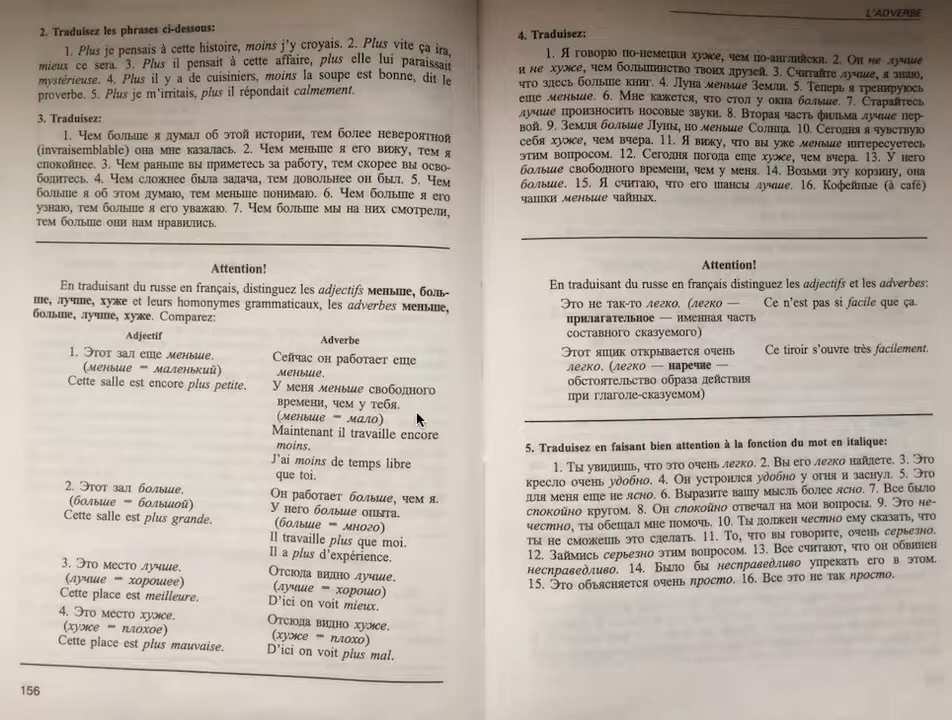 2. Traduisez les phrases ci-dessous:
1. Plus je pensais à cette histoire, moins j'y croyais. 2. Plus vite ça ira,
mieux ce sera. 3. Plus il pensait à cette affaire, plus elle lui paraissait
mystérieuse. 4. Plus il y a de cuisiniers, moins la soupe est bonne, dit le
proverbe. 5. Plus je m'irritais, plus il répondait calmement.
3. Traduisez:
1. Чем больше я думал об этой истории, тем более невероятной
(invraisemblable) она мне казалась. 2. Чем меньше я его вижу, тем я
спокойнее. 3. Чем раньше вы приметесь за работу, тем скорее вы осво-
бодитесь. 4. Чем сложнее была задача, тем довольнее он был. 5. Чем
больше я об этом думаю, тем меньше понимаю. 6. Чем больше я его
узнаю, тем больше я его уважаю. 7. Чем больше мы на них смотрели,
тем больше они нам нравились.
Attention!
En traduisant du russe en français, distinguez les adjectifs меньше, боль-
ше, лучше, хуже et leurs homonymes grammaticaux, les adverbes меньше,
больше, лучше, хуже. Comparez:
Adjectif
1. Этот зал еще меньше.
(меньше = маленький)
Cette salle est encore plus petite.
2. Этот зал больше.
(больше = большой)
Cette salle est plus grande.
3. Это место лучше.
(лучше = хорошее)
Cette place est meilleure.
4. Это место хуже.
(хуже = плохое)
Cette place est plus mauvaise.
Adverbe
Сейчас он работает еще
меньше.
У меня меньше свободного
времени, чем у тебя.
(меньше = мало)
Maintenant il travaille encore
moins.
J'ai moins de temps libre
que toi.
Он работает больше, чем я.
У него больше опыта.
(больше = много)
Il travaille plus que moi.
Il a plus d'expérience.
Отсюда видно лучше.
(лучше = хорошо)
D'ici on voit mieux.
Отсюда видно хуже.
(хуже = плохо)
D'ici on voit plus mal.
156
L'ADVERBE
4. Traduisez:
1. Я говорю по-немецки хуже, чем по-английски. 2. Он не лучше
и не хуже, чем большинство твоих друзей. 3. Считайте лучше, я знаю,
что здесь больше книг. 4. Луна меньше Земли. 5. Теперь я тренируюсь
еще меньше. 6. Мне кажется, что стол у окна больше. 7. Старайтесь
лучше произносить носовые звуки. 8. Вторая часть фильма лучше пер-
вой. 9. Земля больше Луны, но меньше Солнца. 10. Сегодня я чувствую
себя хуже, чем вчера. 11. Я вижу, что вы уже меньше интересуетесь
этим вопросом. 12. Сегодня погода еще хуже, чем вчера. 13. У него
больше свободного времени, чем у меня. 14. Возьми эту корзину, она
больше. 15. Я считаю, что его шансы лучше. 16. Кофейные (à café)
чашки меньше чайных.
Attention!
En traduisant du russe en français, distinguez les adjectifs et les adverbes:
Это не так-то легко. (легко —
прилагательное — именная часть
составного сказуемого)
Ce n'est pas si facile que ça.
Этот ящик открывается очень
легко. (легко — наречие —
обстоятельство образа действия
при глаголе-сказуемом)
Ce tiroir s'ouvre très facilement.
5. Traduisez en faisant bien attention à la fonction du mot en italique:
1. Ты увидишь, что это очень легко. 2. Вы его легко найдете. 3. Это
кресло очень удобно. 4. Он устроился удобно у огня и заснул. 5. Это
для меня еще не ясно. 6. Выразите вашу мысль более ясно. 7. Все было
спокойно кругом. 8. Он спокойно отвечал на мои вопросы. 9. Это не-
честно, ты обещал мне помочь. 10. Ты должен честно ему сказать, что
ты не сможешь это сделать. 11. То, что вы говорите, очень серьезно.
12. Займись серьезно этим вопросом. 13. Все считают, что он обвинен
несправедливо. 14. Было бы несправедливо упрекать его в этом.
15. Это объясняется очень просто. 16. Все это не так просто.